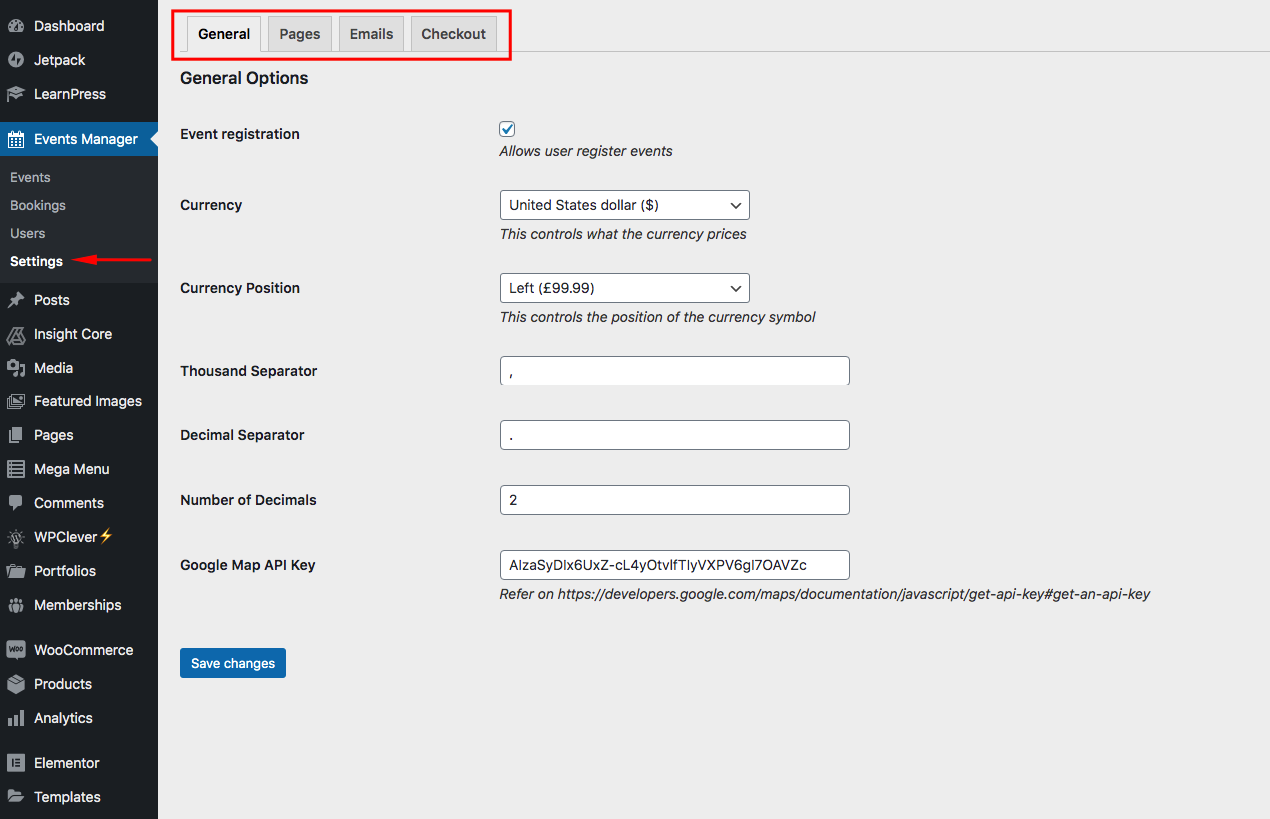 Dashboard
Jetpack
LearnPress
Events Manager
Events
Bookings
Users
Settings
Posts
Insight Core
Media
Featured Images
Pages
Mega Menu
Comments
WPClever⚡
Portfolios
Memberships
WooCommerce
Products
Analytics
Elementor
Templates
General Pages Emails Checkout
General Options
Event registration
Allows user register events
Currency United States dollar ($)
This controls what the currency prices
Currency Position Left (£99.99)
This controls the position of the currency symbol
Thousand Separator ,
Decimal Separator .
Number of Decimals 2
Google Map API Key
Refer on https://developers.google.com/maps/documentation/javascript/get-api-key#get-an-api-key
Save changes